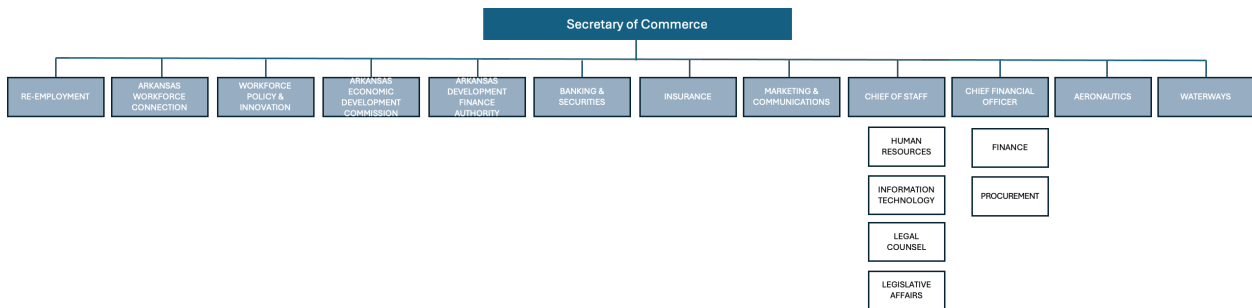 Secretary of Commerce
RE-EMPLOYMENT
ARKANSAS
WORKFORCE
CONNECTION
WORKFORCE
POLICY &
INNOVATION
ARKANSAS
ECONOMIC
DEVELOPMENT
COMMISSION
ARKANSAS
DEVELOPMENT
FINANCE
AUTHORITY
BANKING &
SECURITIES
INSURANCE
MARKETING &
COMMUNICATIONS
CHIEF OF STAFF
CHIEF FINANCIAL
OFFICER
AERONAUTICS
WATERWAYS
HUMAN
RESOURCES
FINANCE
INFORMATION
TECHNOLOGY
PROCUREMENT
LEGAL
COUNSEL
LEGISLATIVE
AFFAIRS